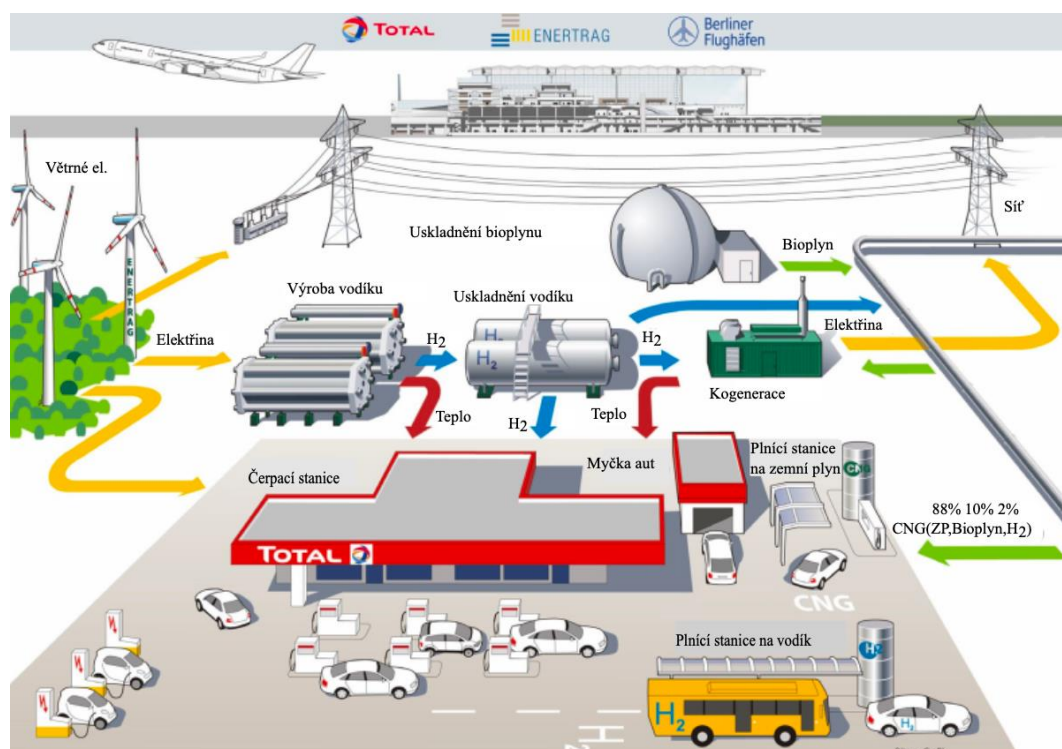 TOTAL
ENERTRAG
Berliner
Flughäfen
Větrné el.
Síť
Uskladnění bioplynu
Bioplyn
ENERTRAG
Výroba vodíku
Uskladnění vodíku
Elektřina
H2
H2
H2
H2
Elektřina
Kogenerace
Teplo
H2
Teplo
Čerpací stanice
Myčka aut
Plnící stanice
na zemní plyn
CNG
88% 10% 2%
CNG(ZP,Bioplyn,H2)
TOTAL
CNG
Plnící stanice na vodík
H2
H2
H2
H2